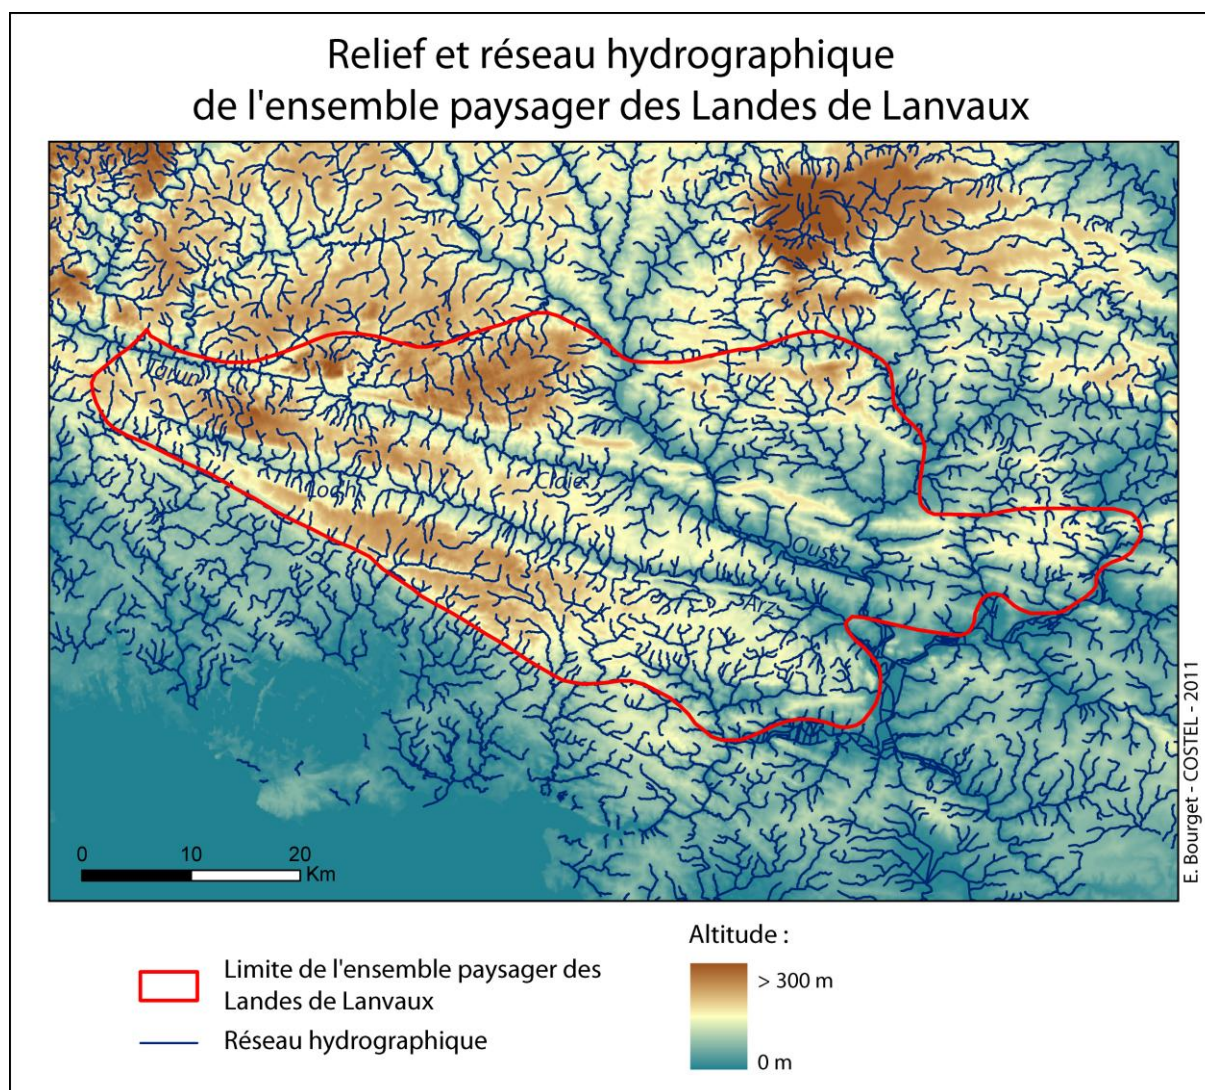 Relief et réseau hydrographique
de l'ensemble paysager des Landes de Lanvaux
Tarun
Loch
Claie
Oust
Arz
E. Bourget - COSTEL - 2011
0 10 20
Km
Altitude :
Limite de l'ensemble paysager des
Landes de Lanvaux
> 300 m
Réseau hydrographique
0 m